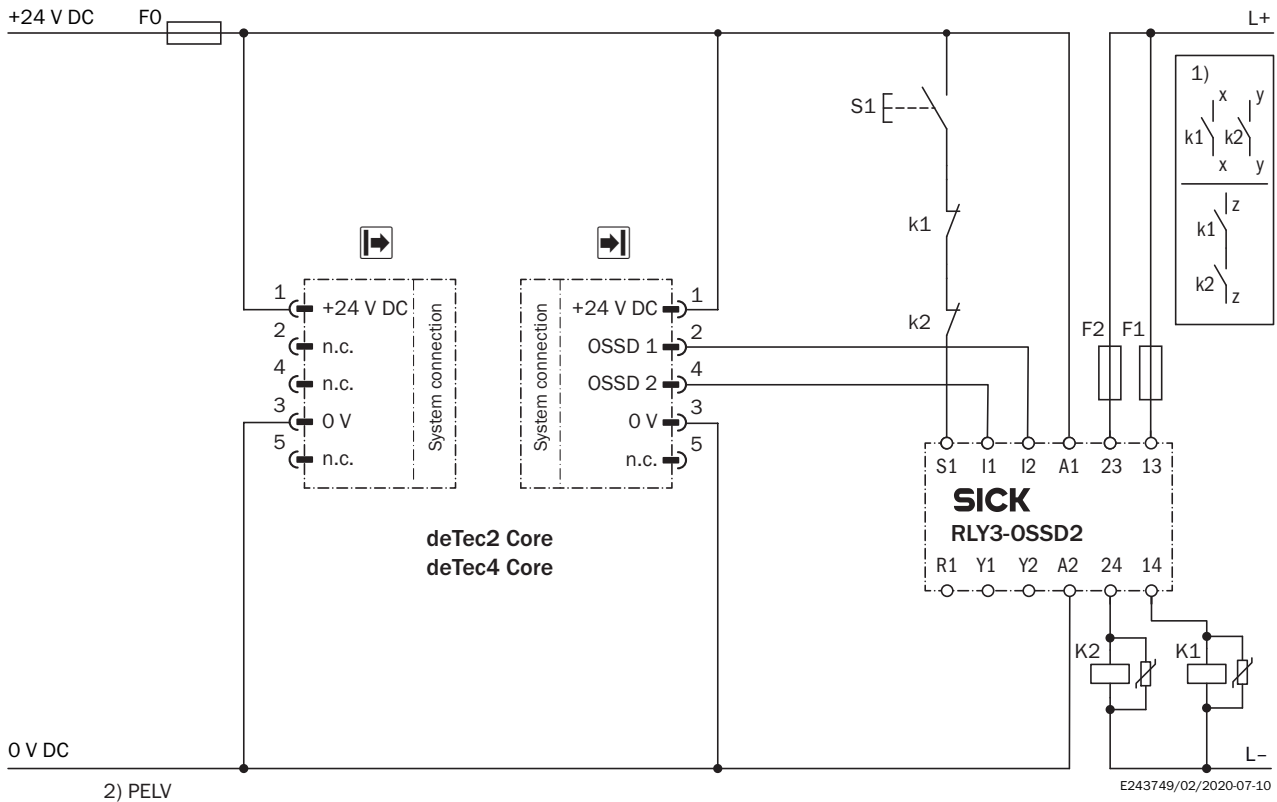 +24 V DC
F0
L+
1)
x y
k1 k2
x y
z
k1
k2
z
S1
k1
k2
F2 F1
1
+24 V DC
2
n.c.
4
n.c.
3
0 V
5
n.c.
System connection
System connection
+24 V DC
1
OSSD 1
2
OSSD 2
4
0 V
3
n.c.
5
deTec2 Core
deTec4 Core
S1 I1 I2 A1 23 13
SICK
RLY3-OSSD2
R1 Y1 Y2 A2 24 14
K2
K1
0 V DC
L–
2) PELV
E243749/02/2020-07-10